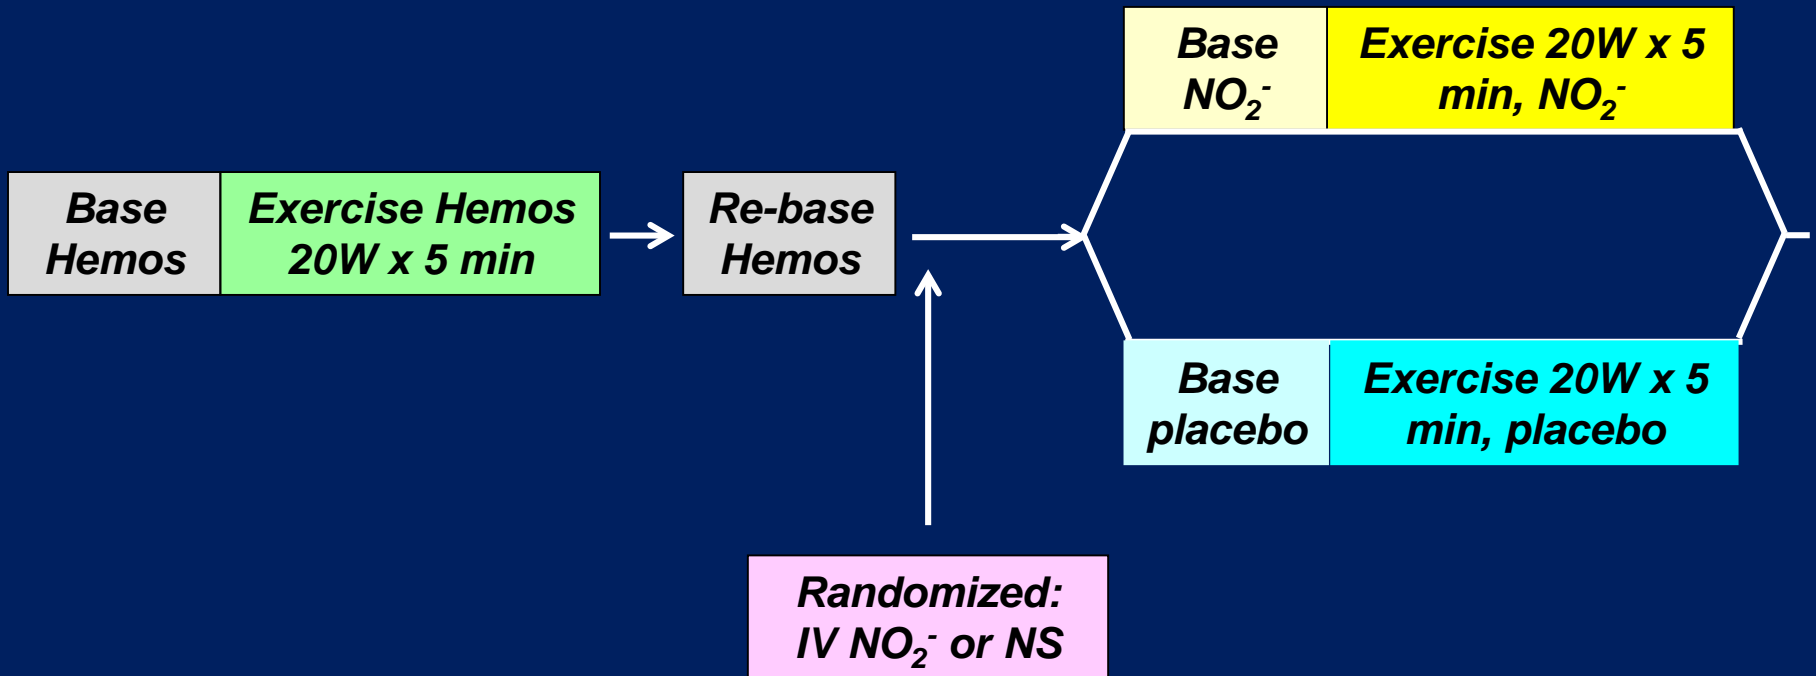 Base
Hemos
Exercise Hemos
20W x 5 min
Re-base
Hemos
Randomized:
IV NO₂⁻ or NS
Base
NO₂⁻
Exercise 20W x 5
min, NO₂⁻
Base
placebo
Exercise 20W x 5
min, placebo